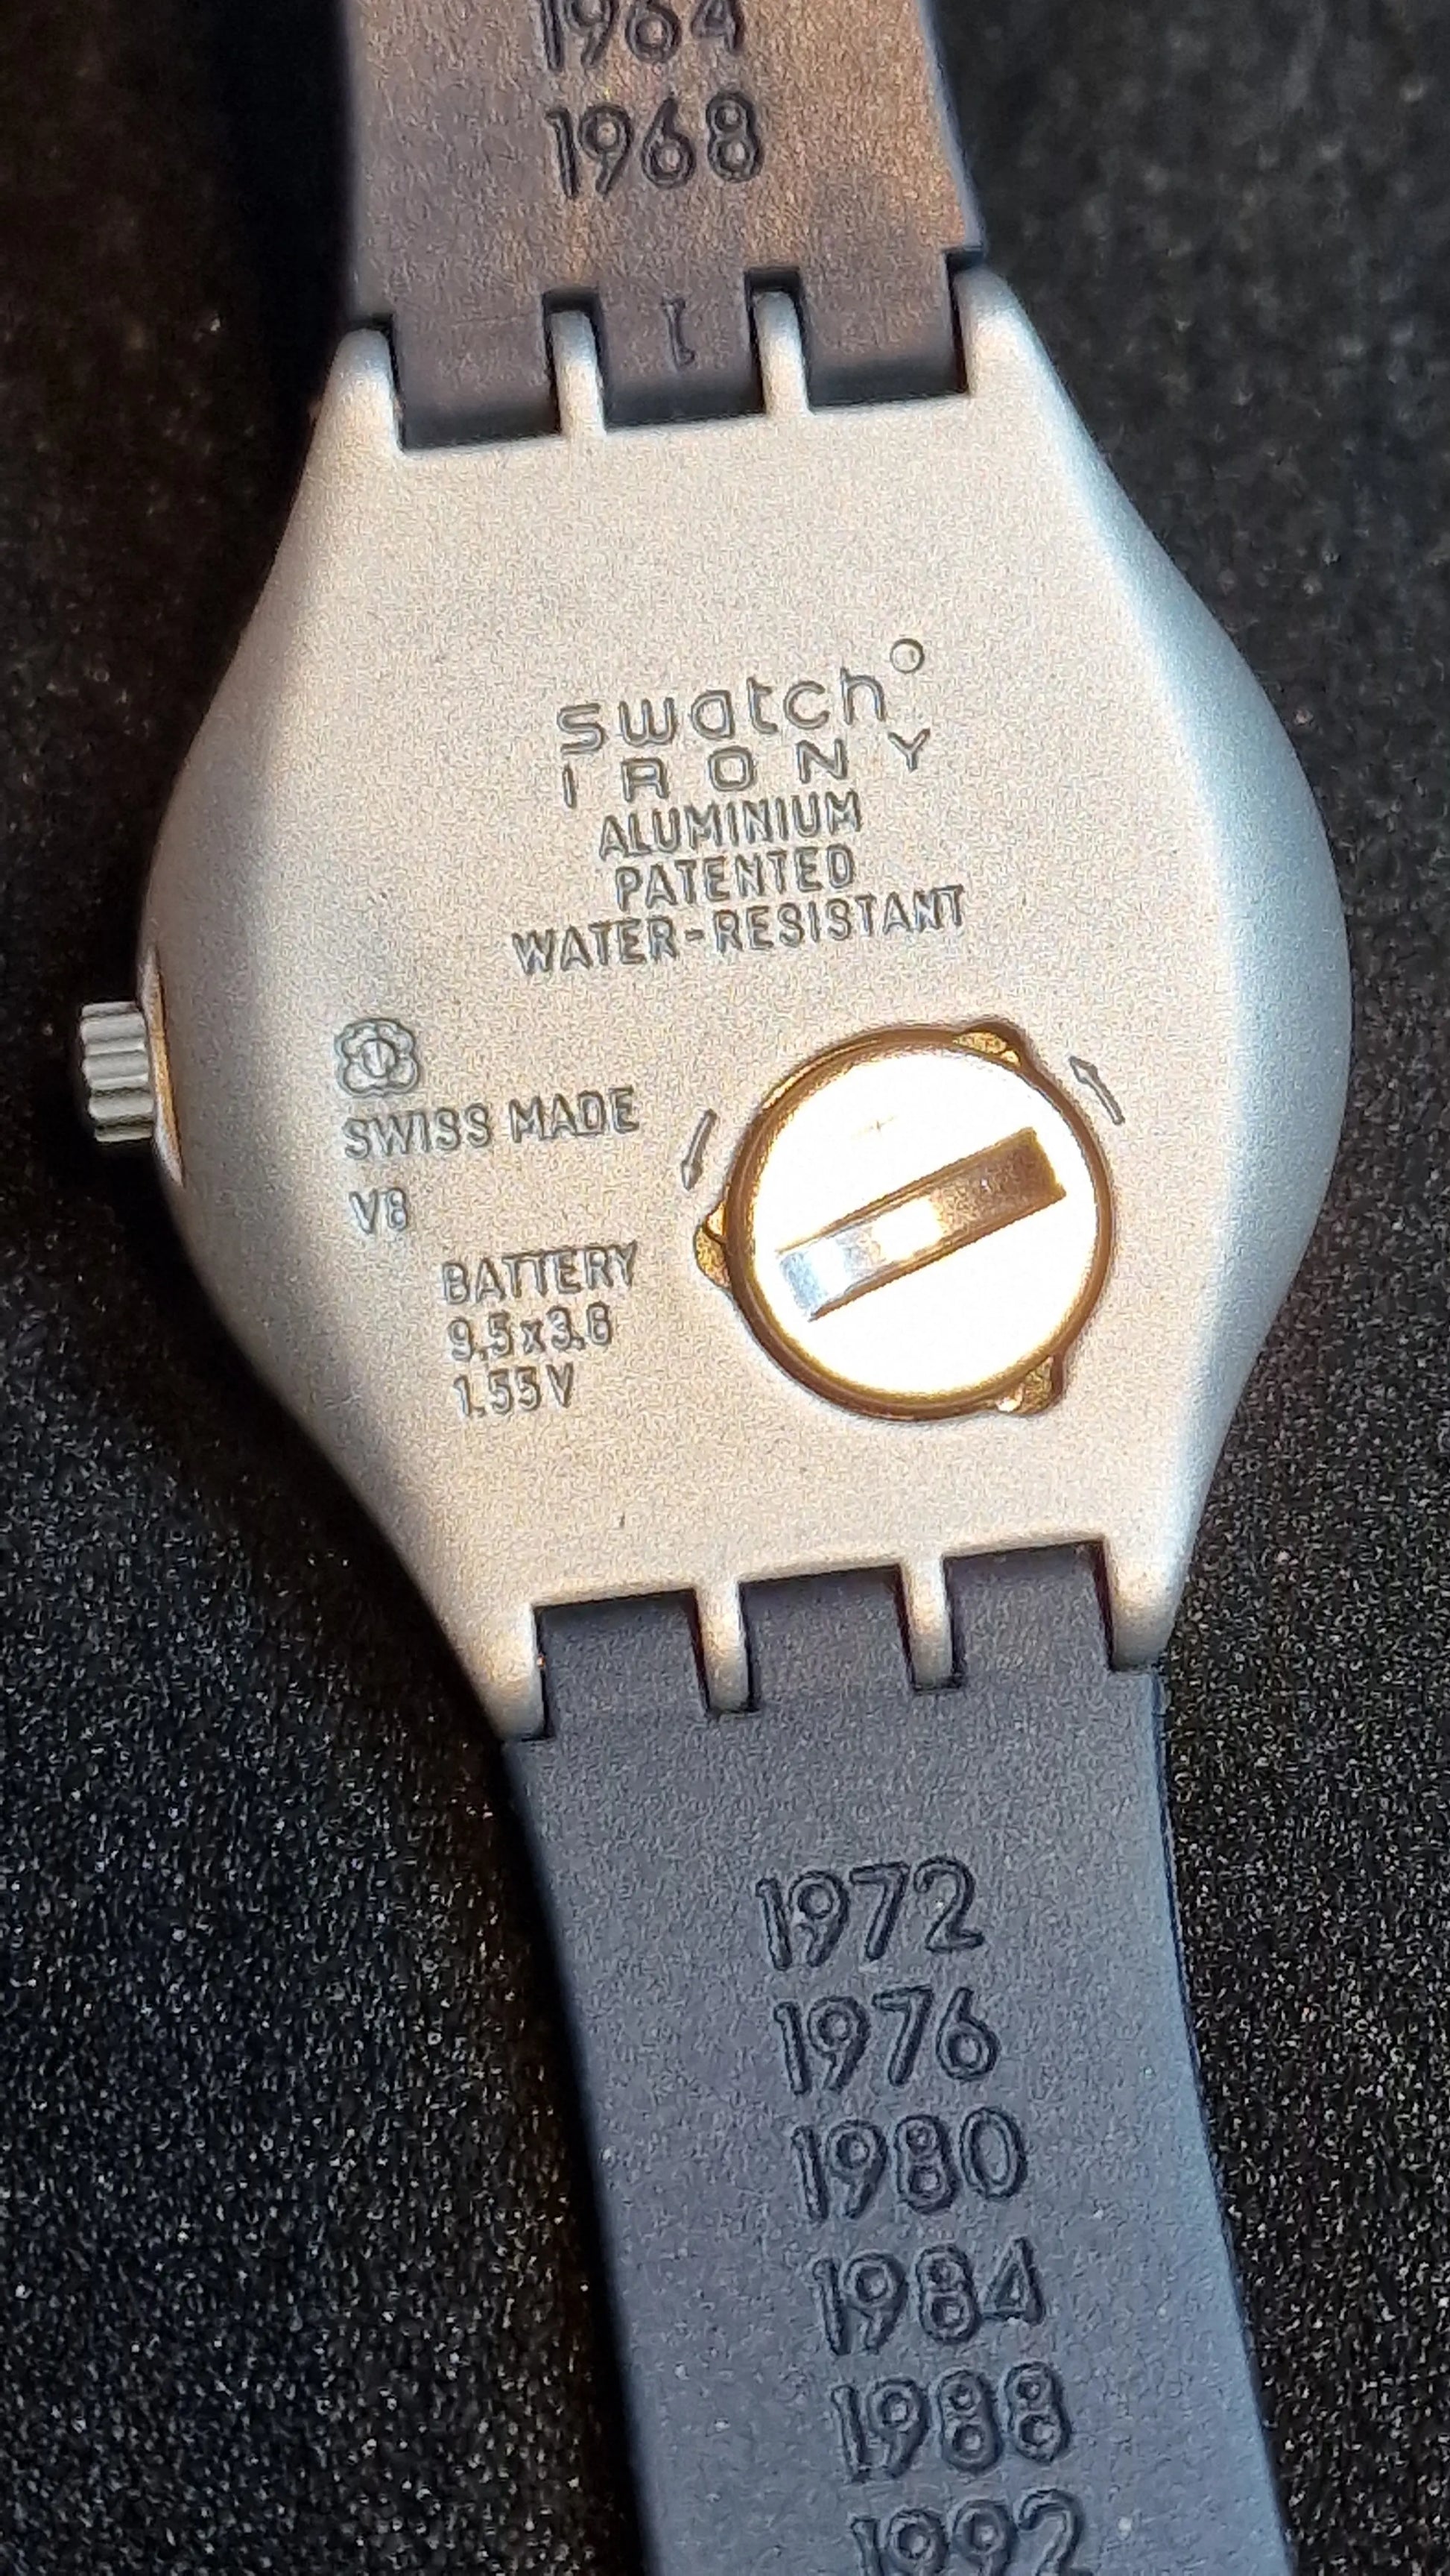 1964
1968
1
swatch
IRONY
ALUMINIUM
PATENTED
WATER-RESISTANT
SWISS MADE
V8
BATTERY
9.5x3.6
1.55V
1972
1976
1980
1984
1988
1992